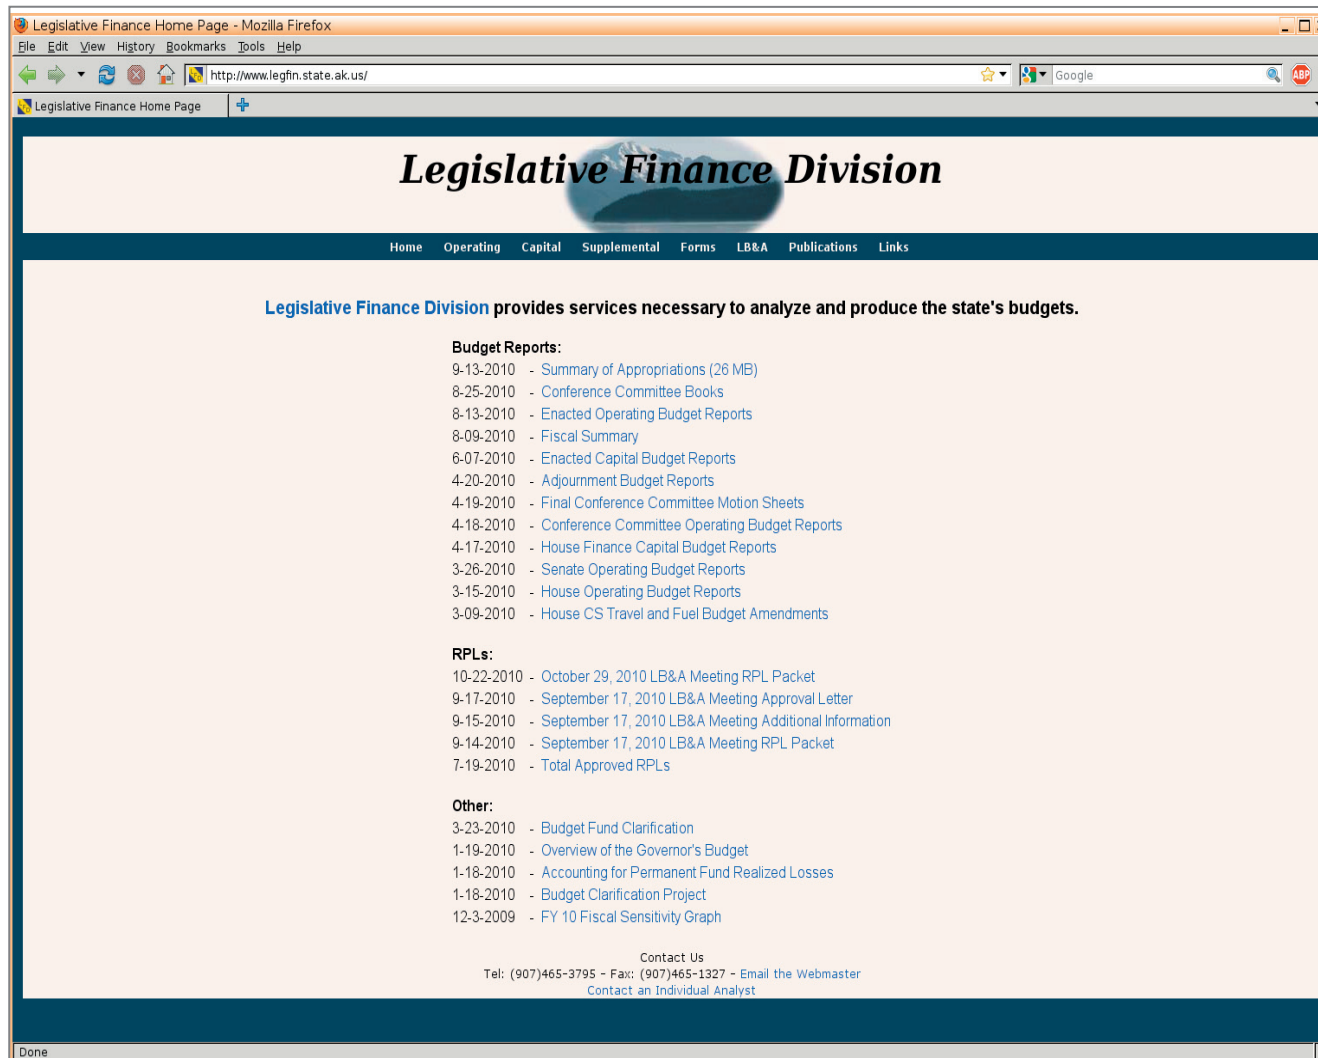 Legislative Finance Home Page - Mozilla Firefox
File Edit View History Bookmarks Tools Help
http://www.legfin.state.ak.us/ Google ABP
Legislative Finance Home Page
Legislative Finance Division
Home Operating Capital Supplemental Forms LB&A Publications Links
Legislative Finance Division provides services necessary to analyze and produce the state's budgets.
Budget Reports:
9-13-2010 - Summary of Appropriations (26 MB)
8-25-2010 - Conference Committee Books
8-13-2010 - Enacted Operating Budget Reports
8-09-2010 - Fiscal Summary
6-07-2010 - Enacted Capital Budget Reports
4-20-2010 - Adjournment Budget Reports
4-19-2010 - Final Conference Committee Motion Sheets
4-18-2010 - Conference Committee Operating Budget Reports
4-17-2010 - House Finance Capital Budget Reports
3-26-2010 - Senate Operating Budget Reports
3-15-2010 - House Operating Budget Reports
3-09-2010 - House CS Travel and Fuel Budget Amendments
RPLs:
10-22-2010 - October 29, 2010 LB&A Meeting RPL Packet
9-17-2010 - September 17, 2010 LB&A Meeting Approval Letter
9-15-2010 - September 17, 2010 LB&A Meeting Additional Information
9-14-2010 - September 17, 2010 LB&A Meeting RPL Packet
7-19-2010 - Total Approved RPLs
Other:
3-23-2010 - Budget Fund Clarification
1-19-2010 - Overview of the Governor's Budget
1-18-2010 - Accounting for Permanent Fund Realized Losses
1-18-2010 - Budget Clarification Project
12-3-2009 - FY 10 Fiscal Sensitivity Graph
Contact Us
Tel: (907)465-3795 - Fax: (907)465-1327 - Email the Webmaster
Contact an Individual Analyst
Done